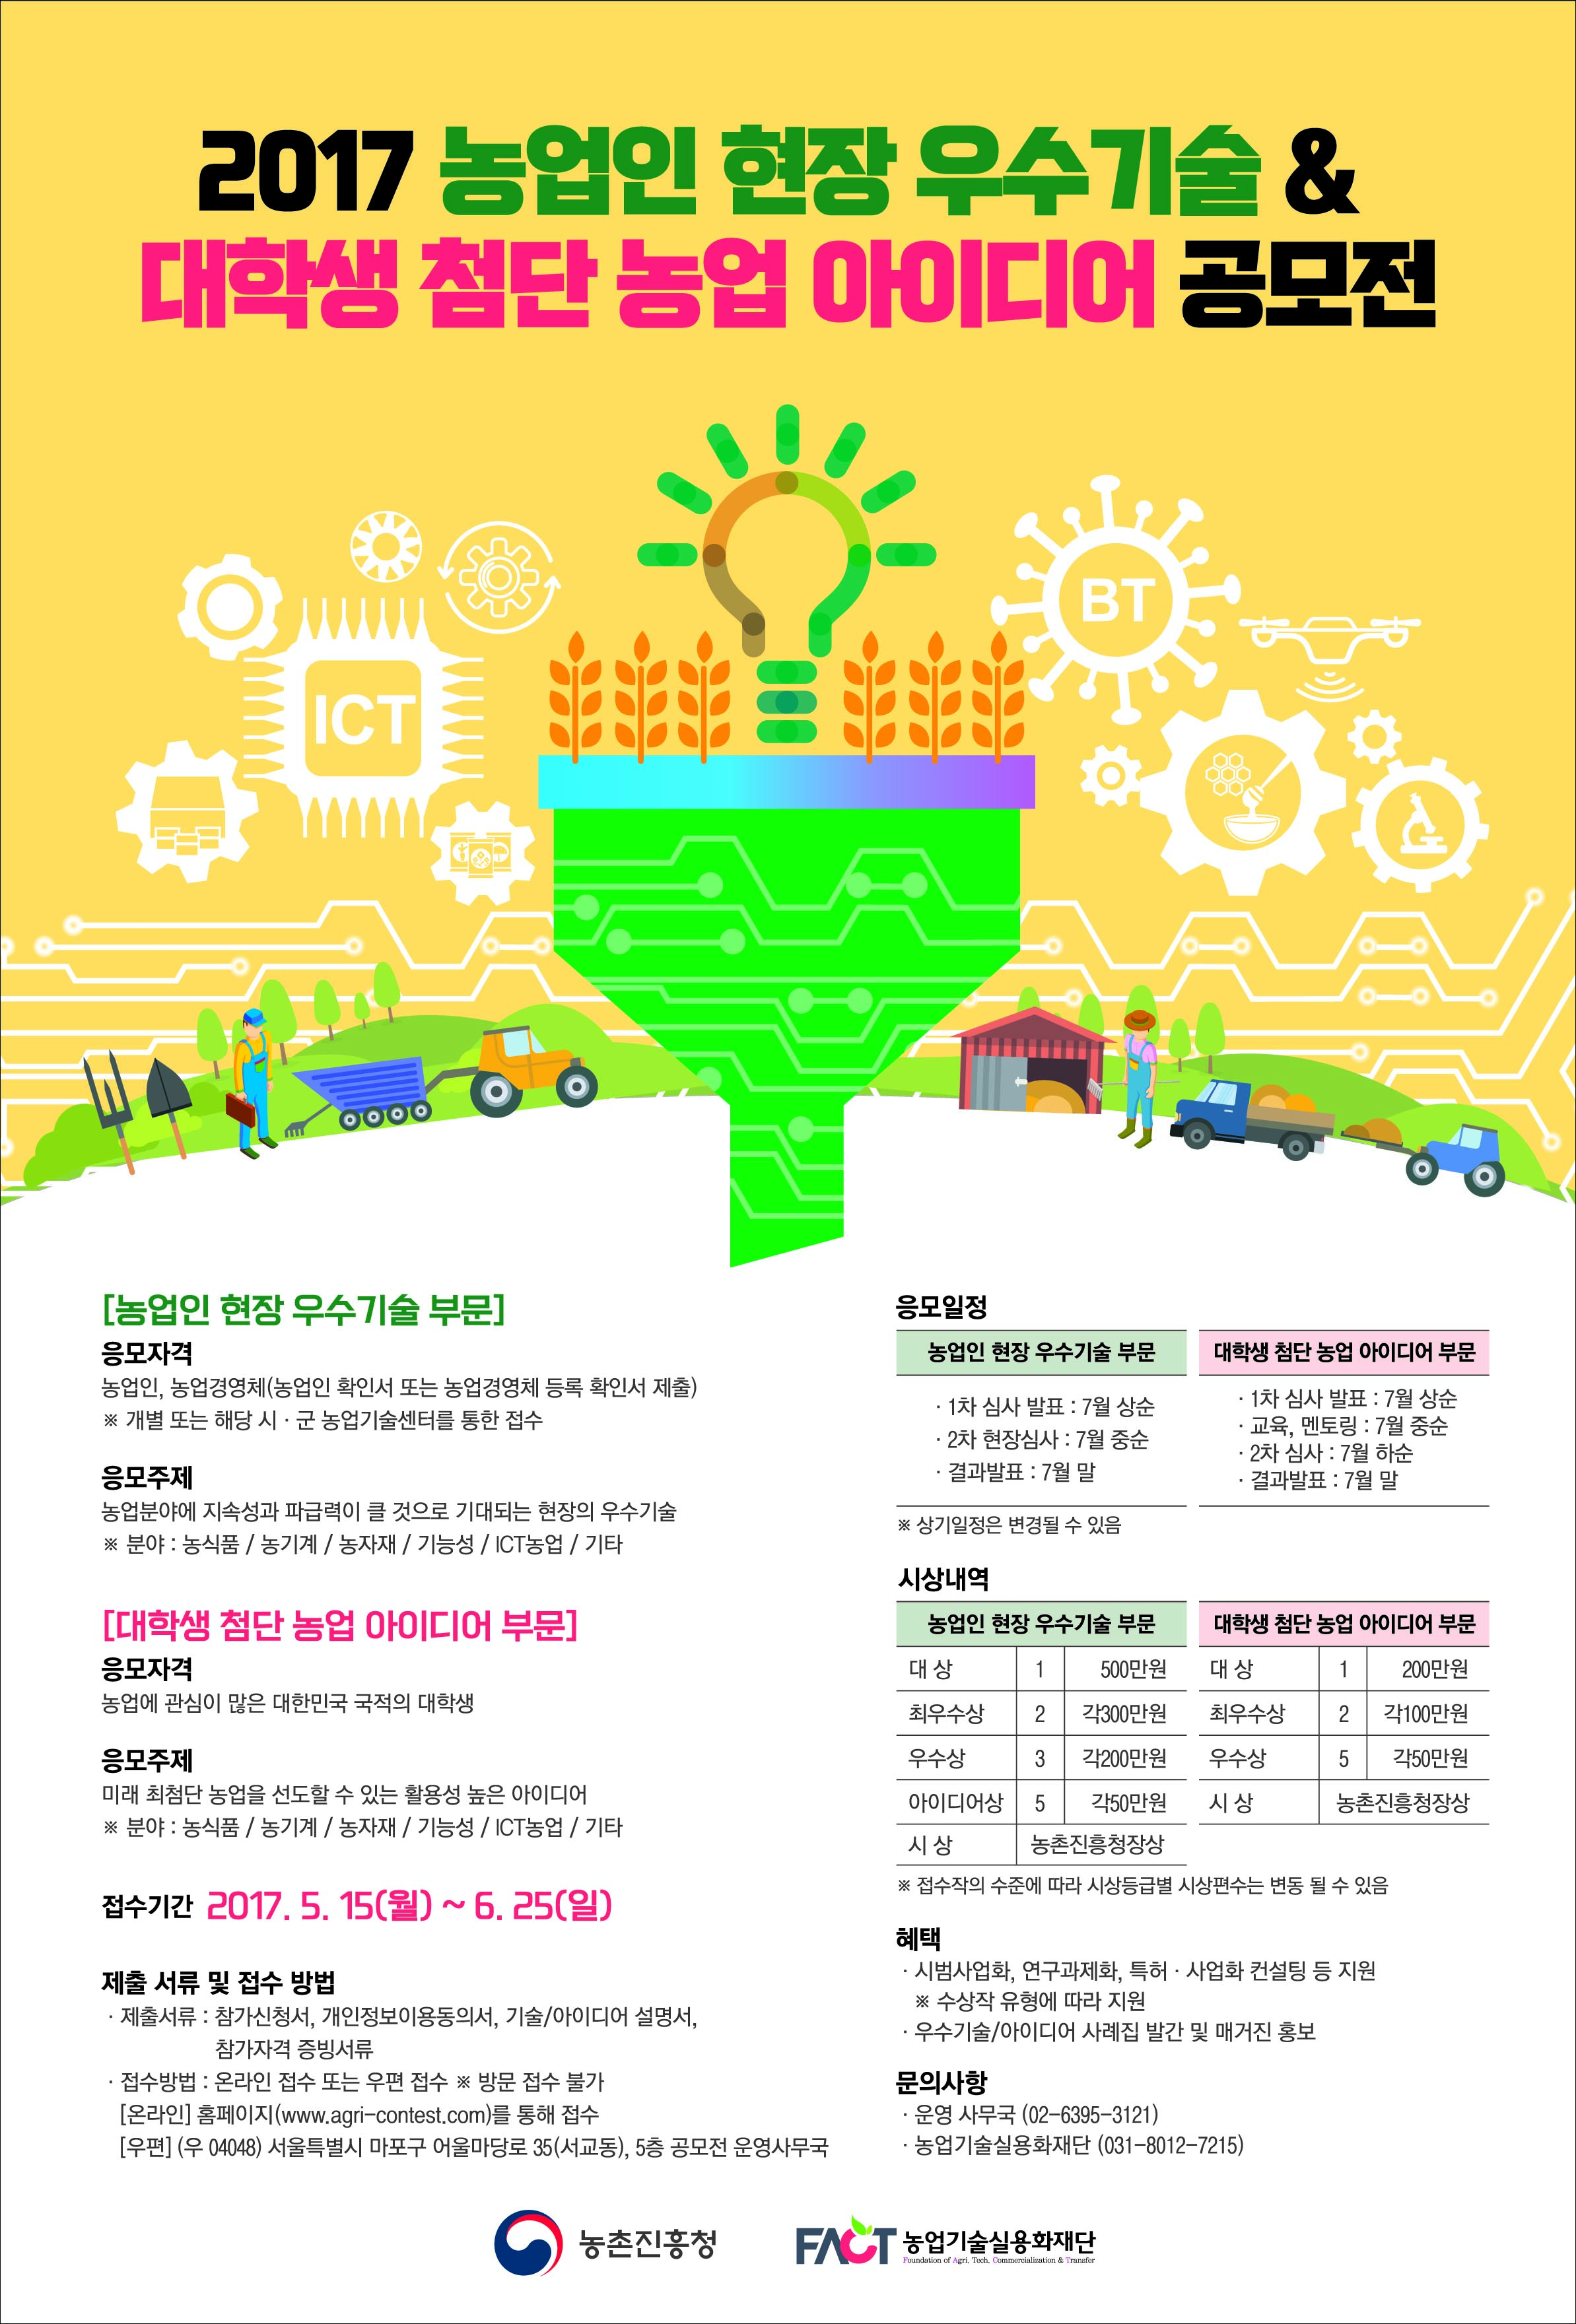 2017 농업인 현장 우수기술 &
대학생 첨단 농업 아이디어 공모전
ICT
BT
[농업인 현장 우수기술 부문]
응모자격
농업인, 농업경영체(농업인 확인서 또는 농업경영체 등록 확인서 제출)
※ 개별 또는 해당 시 · 군 농업기술센터를 통한 접수
응모주제
농업분야에 지속성과 파급력이 클 것으로 기대되는 현장의 우수기술
※ 분야 : 농식품 / 농기계 / 농자재 / 기능성 / ICT농업 / 기타
[대학생 첨단 농업 아이디어 부문]
응모자격
농업에 관심이 많은 대한민국 국적의 대학생
응모주제
미래 최첨단 농업을 선도할 수 있는 활용성 높은 아이디어
※ 분야 : 농식품 / 농기계 / 농자재 / 기능성 / ICT농업 / 기타
접수기간 2017. 5. 15(월) ~ 6. 25(일)
제출 서류 및 접수 방법
· 제출서류 : 참가신청서, 개인정보이용동의서, 기술/아이디어 설명서,
참가자격 증빙서류
· 접수방법 : 온라인 접수 또는 우편 접수 ※ 방문 접수 불가
[온라인] 홈페이지(www.agri-contest.com)를 통해 접수
[우편] (우 04048) 서울특별시 마포구 어울마당로 35(서교동), 5층 공모전 운영사무국
응모일정
농업인 현장 우수기술 부문
· 1차 심사 발표 : 7월 상순
· 2차 현장심사 : 7월 중순
· 결과발표 : 7월 말
대학생 첨단 농업 아이디어 부문
· 1차 심사 발표 : 7월 상순
· 교육, 멘토링 : 7월 중순
· 2차 심사 : 7월 하순
· 결과발표 : 7월 말
※ 상기일정은 변경될 수 있음
시상내역
농업인 현장 우수기술 부문
대 상 1 500만원
최우수상 2 각300만원
우수상 3 각200만원
아이디어상 5 각50만원
시 상 농촌진흥청장상
대학생 첨단 농업 아이디어 부문
대 상 1 200만원
최우수상 2 각100만원
우수상 5 각50만원
시 상 농촌진흥청장상
※ 접수작의 수준에 따라 시상등급별 시상편수는 변동 될 수 있음
혜택
· 시범사업화, 연구과제화, 특허 · 사업화 컨설팅 등 지원
※ 수상작 유형에 따라 지원
· 우수기술/아이디어 사례집 발간 및 매거진 홍보
문의사항
· 운영 사무국 (02-6395-3121)
· 농업기술실용화재단 (031-8012-7215)
농촌진흥청
FACT 농업기술실용화재단
Foundation of Agri, Tech, Commercialization & Transfer